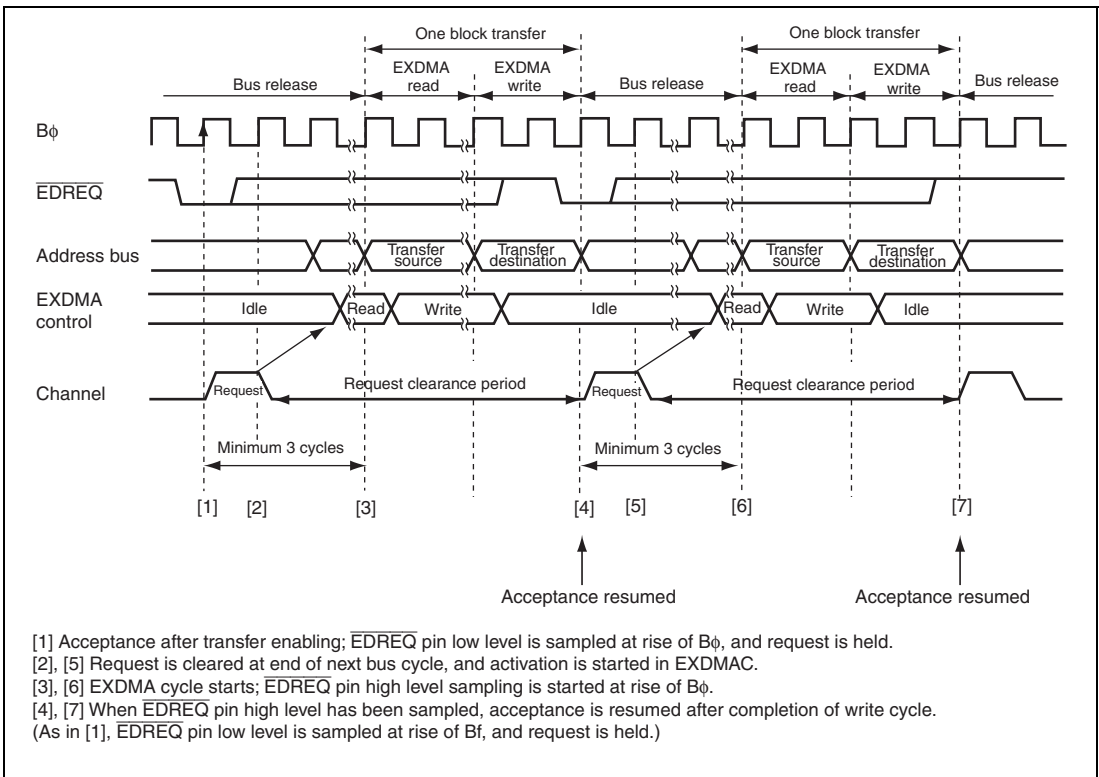 One block transfer One block transfer
Bus release EXDMA read EXDMA write Bus release EXDMA read EXDMA write Bus release
Bϕ
EDREQ
Address bus Transfer source Transfer destination Transfer source Transfer destination
EXDMA control Idle Read Write Idle Read Write Idle
Channel Request Request clearance period Request Request clearance period
Minimum 3 cycles Minimum 3 cycles
[1] [2] [3] [4] [5] [6] [7]
Acceptance resumed Acceptance resumed
[1] Acceptance after transfer enabling; EDREQ pin low level is sampled at rise of Bϕ, and request is held.
[2], [5] Request is cleared at end of next bus cycle, and activation is started in EXDMAC.
[3], [6] EXDMA cycle starts; EDREQ pin high level sampling is started at rise of Bϕ.
[4], [7] When EDREQ pin high level has been sampled, acceptance is resumed after completion of write cycle.
(As in [1], EDREQ pin low level is sampled at rise of Bf, and request is held.)